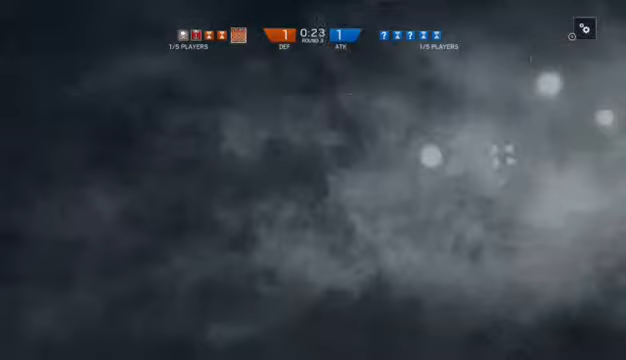 1 0:23 1
ROUND 3
DEF ATK
? ?
1/5 PLAYERS 1/5 PLAYERS